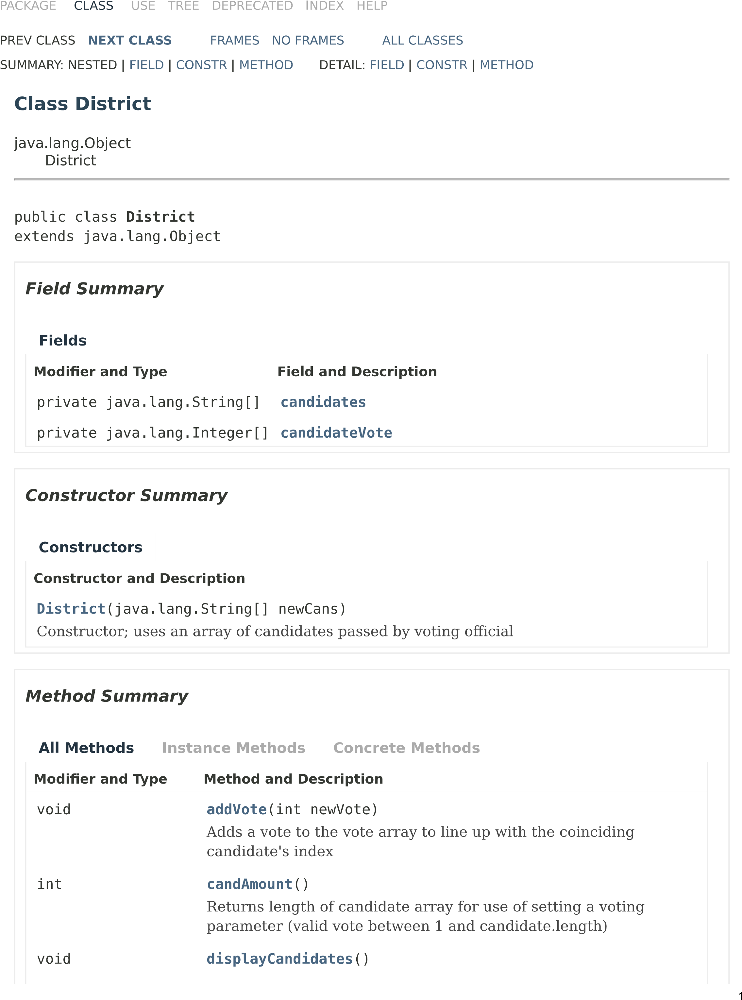 PACKAGE CLASS USE TREE DEPRECATED INDEX HELP
PREV CLASS NEXT CLASS FRAMES NO FRAMES ALL CLASSES
SUMMARY: NESTED | FIELD | CONSTR | METHOD DETAIL: FIELD | CONSTR | METHOD
Class District
java.lang.Object
District
public class District
extends java.lang.Object
Field Summary
Fields
Modifier and Type Field and Description
private java.lang.String[] candidates
private java.lang.Integer[] candidateVote
Constructor Summary
Constructors
Constructor and Description
District(java.lang.String[] newCans)
Constructor; uses an array of candidates passed by voting official
Method Summary
All Methods Instance Methods Concrete Methods
Modifier and Type Method and Description
void addVote(int newVote)
Adds a vote to the vote array to line up with the coinciding
candidate's index
int candAmount()
Returns length of candidate array for use of setting a voting
parameter (valid vote between 1 and candidate.length)
void displayCandidates()
1